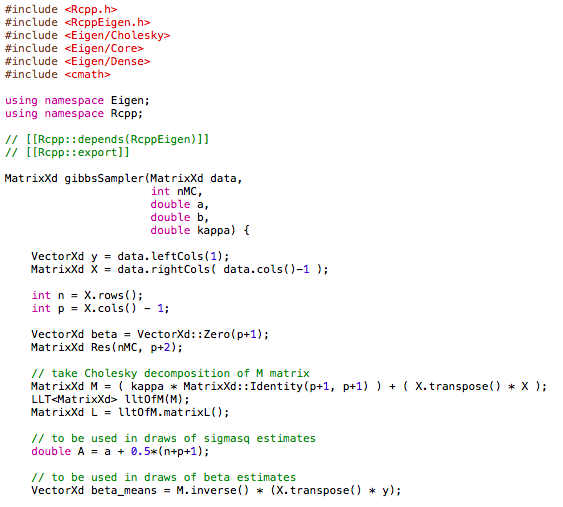 #include <Rcpp.h>
#include <RcppEigen.h>
#include <Eigen/Cholesky>
#include <Eigen/Core>
#include <Eigen/Dense>
#include <cmath>

using namespace Eigen;
using namespace Rcpp;

// [[Rcpp::depends(RcppEigen)]]
// [[Rcpp::export]]

MatrixXd gibbsSampler(MatrixXd data,
                      int nMC,
                      double a,
                      double b,
                      double kappa) {

    VectorXd y = data.leftCols(1);
    MatrixXd X = data.rightCols( data.cols()-1 );

    int n = X.rows();
    int p = X.cols() - 1;

    VectorXd beta = VectorXd::Zero(p+1);
    MatrixXd Res(nMC, p+2);

    // take Cholesky decomposition of M matrix
    MatrixXd M = ( kappa * MatrixXd::Identity(p+1, p+1) ) + ( X.transpose() * X );
    LLT<MatrixXd> lltOfM(M);
    MatrixXd L = lltOfM.matrixL();

    // to be used in draws of sigmasq estimates
    double A = a + 0.5*(n+p+1);

    // to be used in draws of beta estimates
    VectorXd beta_means = M.inverse() * (X.transpose() * y);